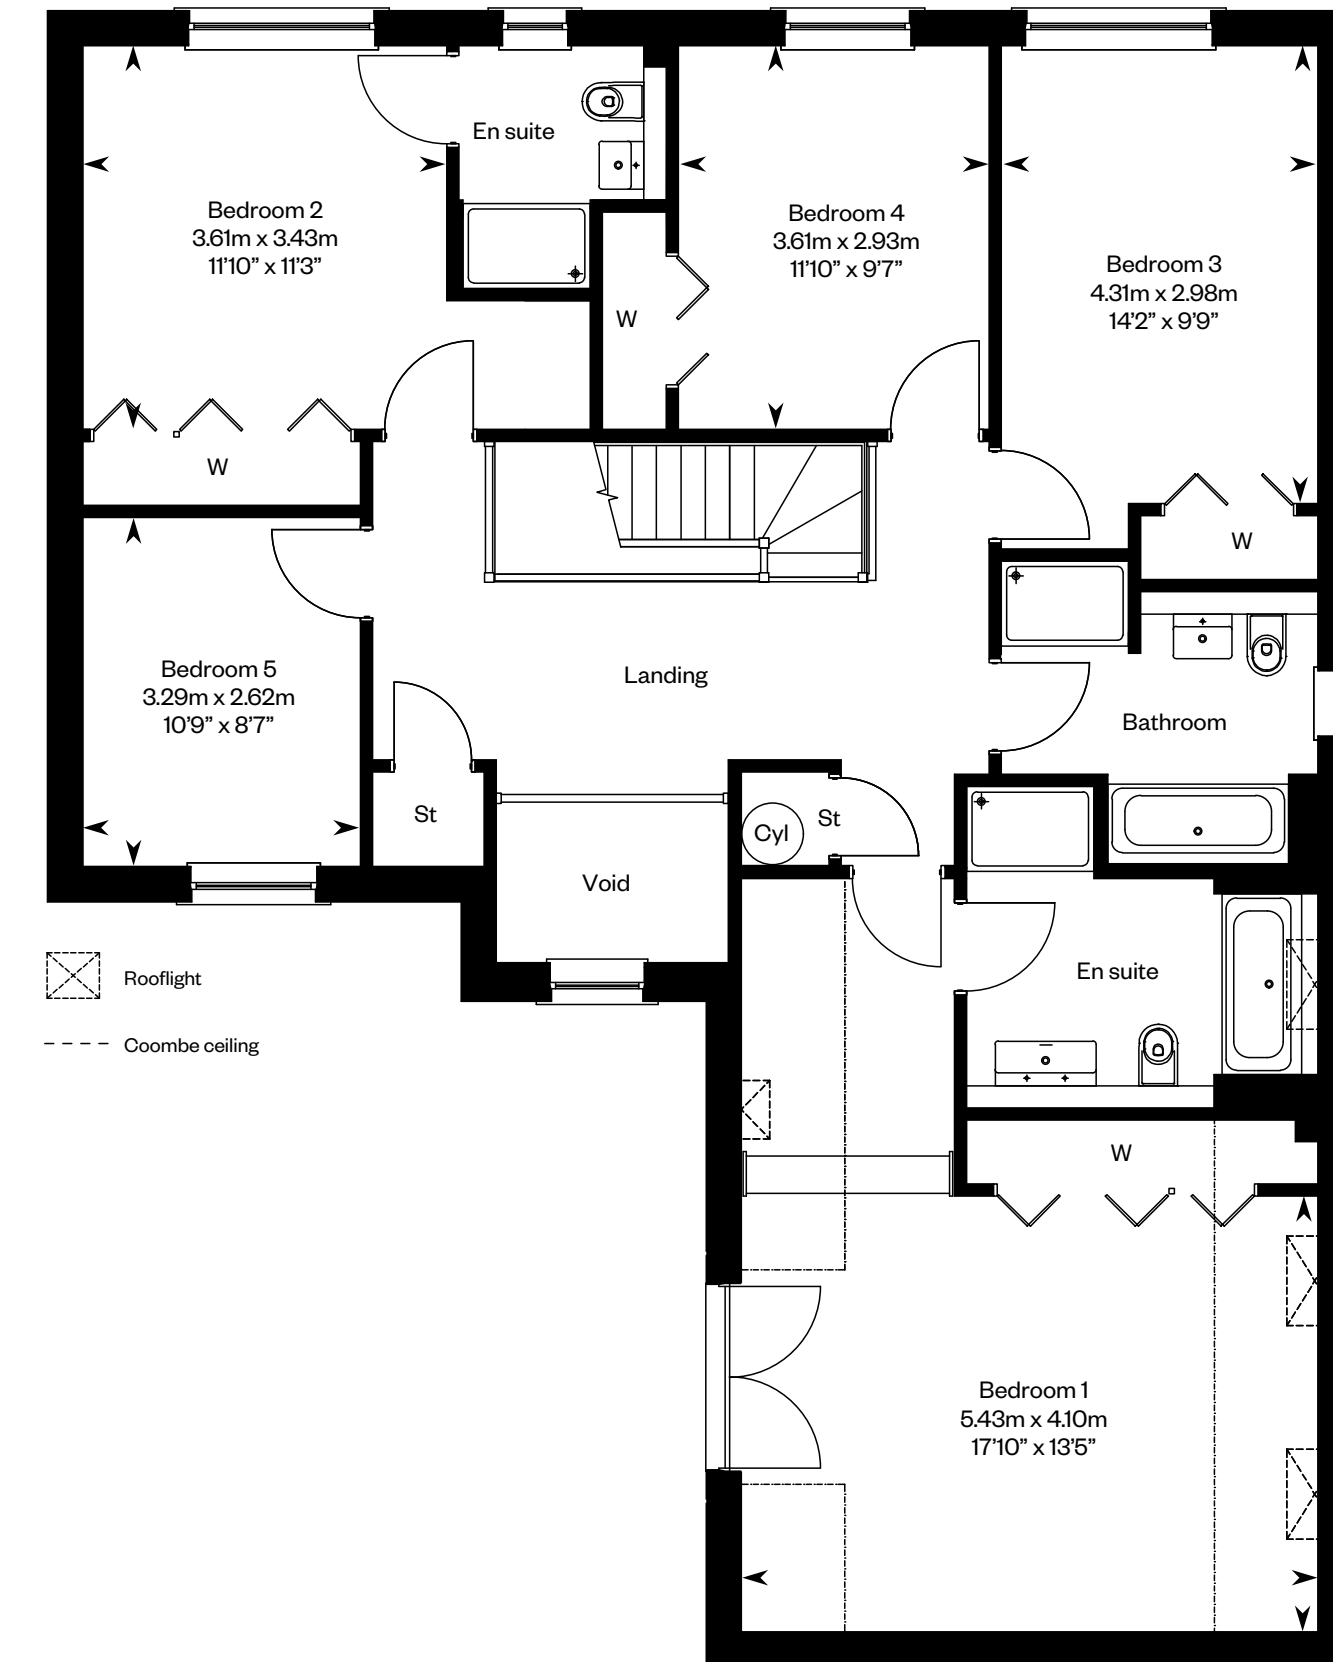 En suite
Bedroom 2
3.61m x 3.43m
11’10” x 11’3”
Bedroom 4
3.61m x 2.93m
11’10” x 9’7”
Bedroom 3
4.31m x 2.98m
14’2” x 9’9”
W
W
W
Bedroom 5
3.29m x 2.62m
10’9” x 8’7”
Landing
Bathroom
St
Cyl
St
Void
Rooflight
En suite
Coombe ceiling
W
Bedroom 1
5.43m x 4.10m
17’10” x 13’5”